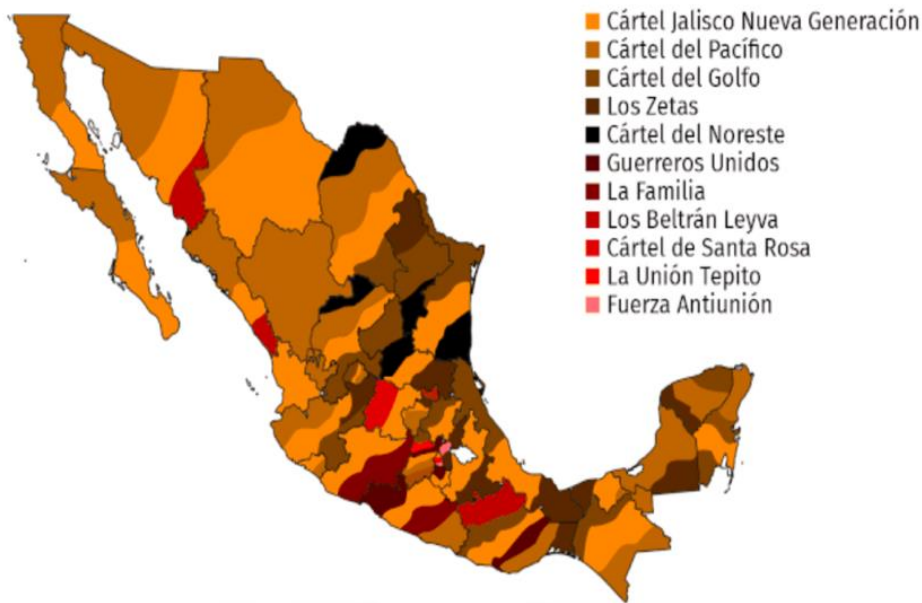 Cártel Jalisco Nueva Generación
Cártel del Pacífico
Cártel del Golfo
Los Zetas
Cártel del Noreste
Guerreros Unidos
La Familia
Los Beltrán Leyva
Cártel de Santa Rosa
La Unión Tepito
Fuerza Antiunión